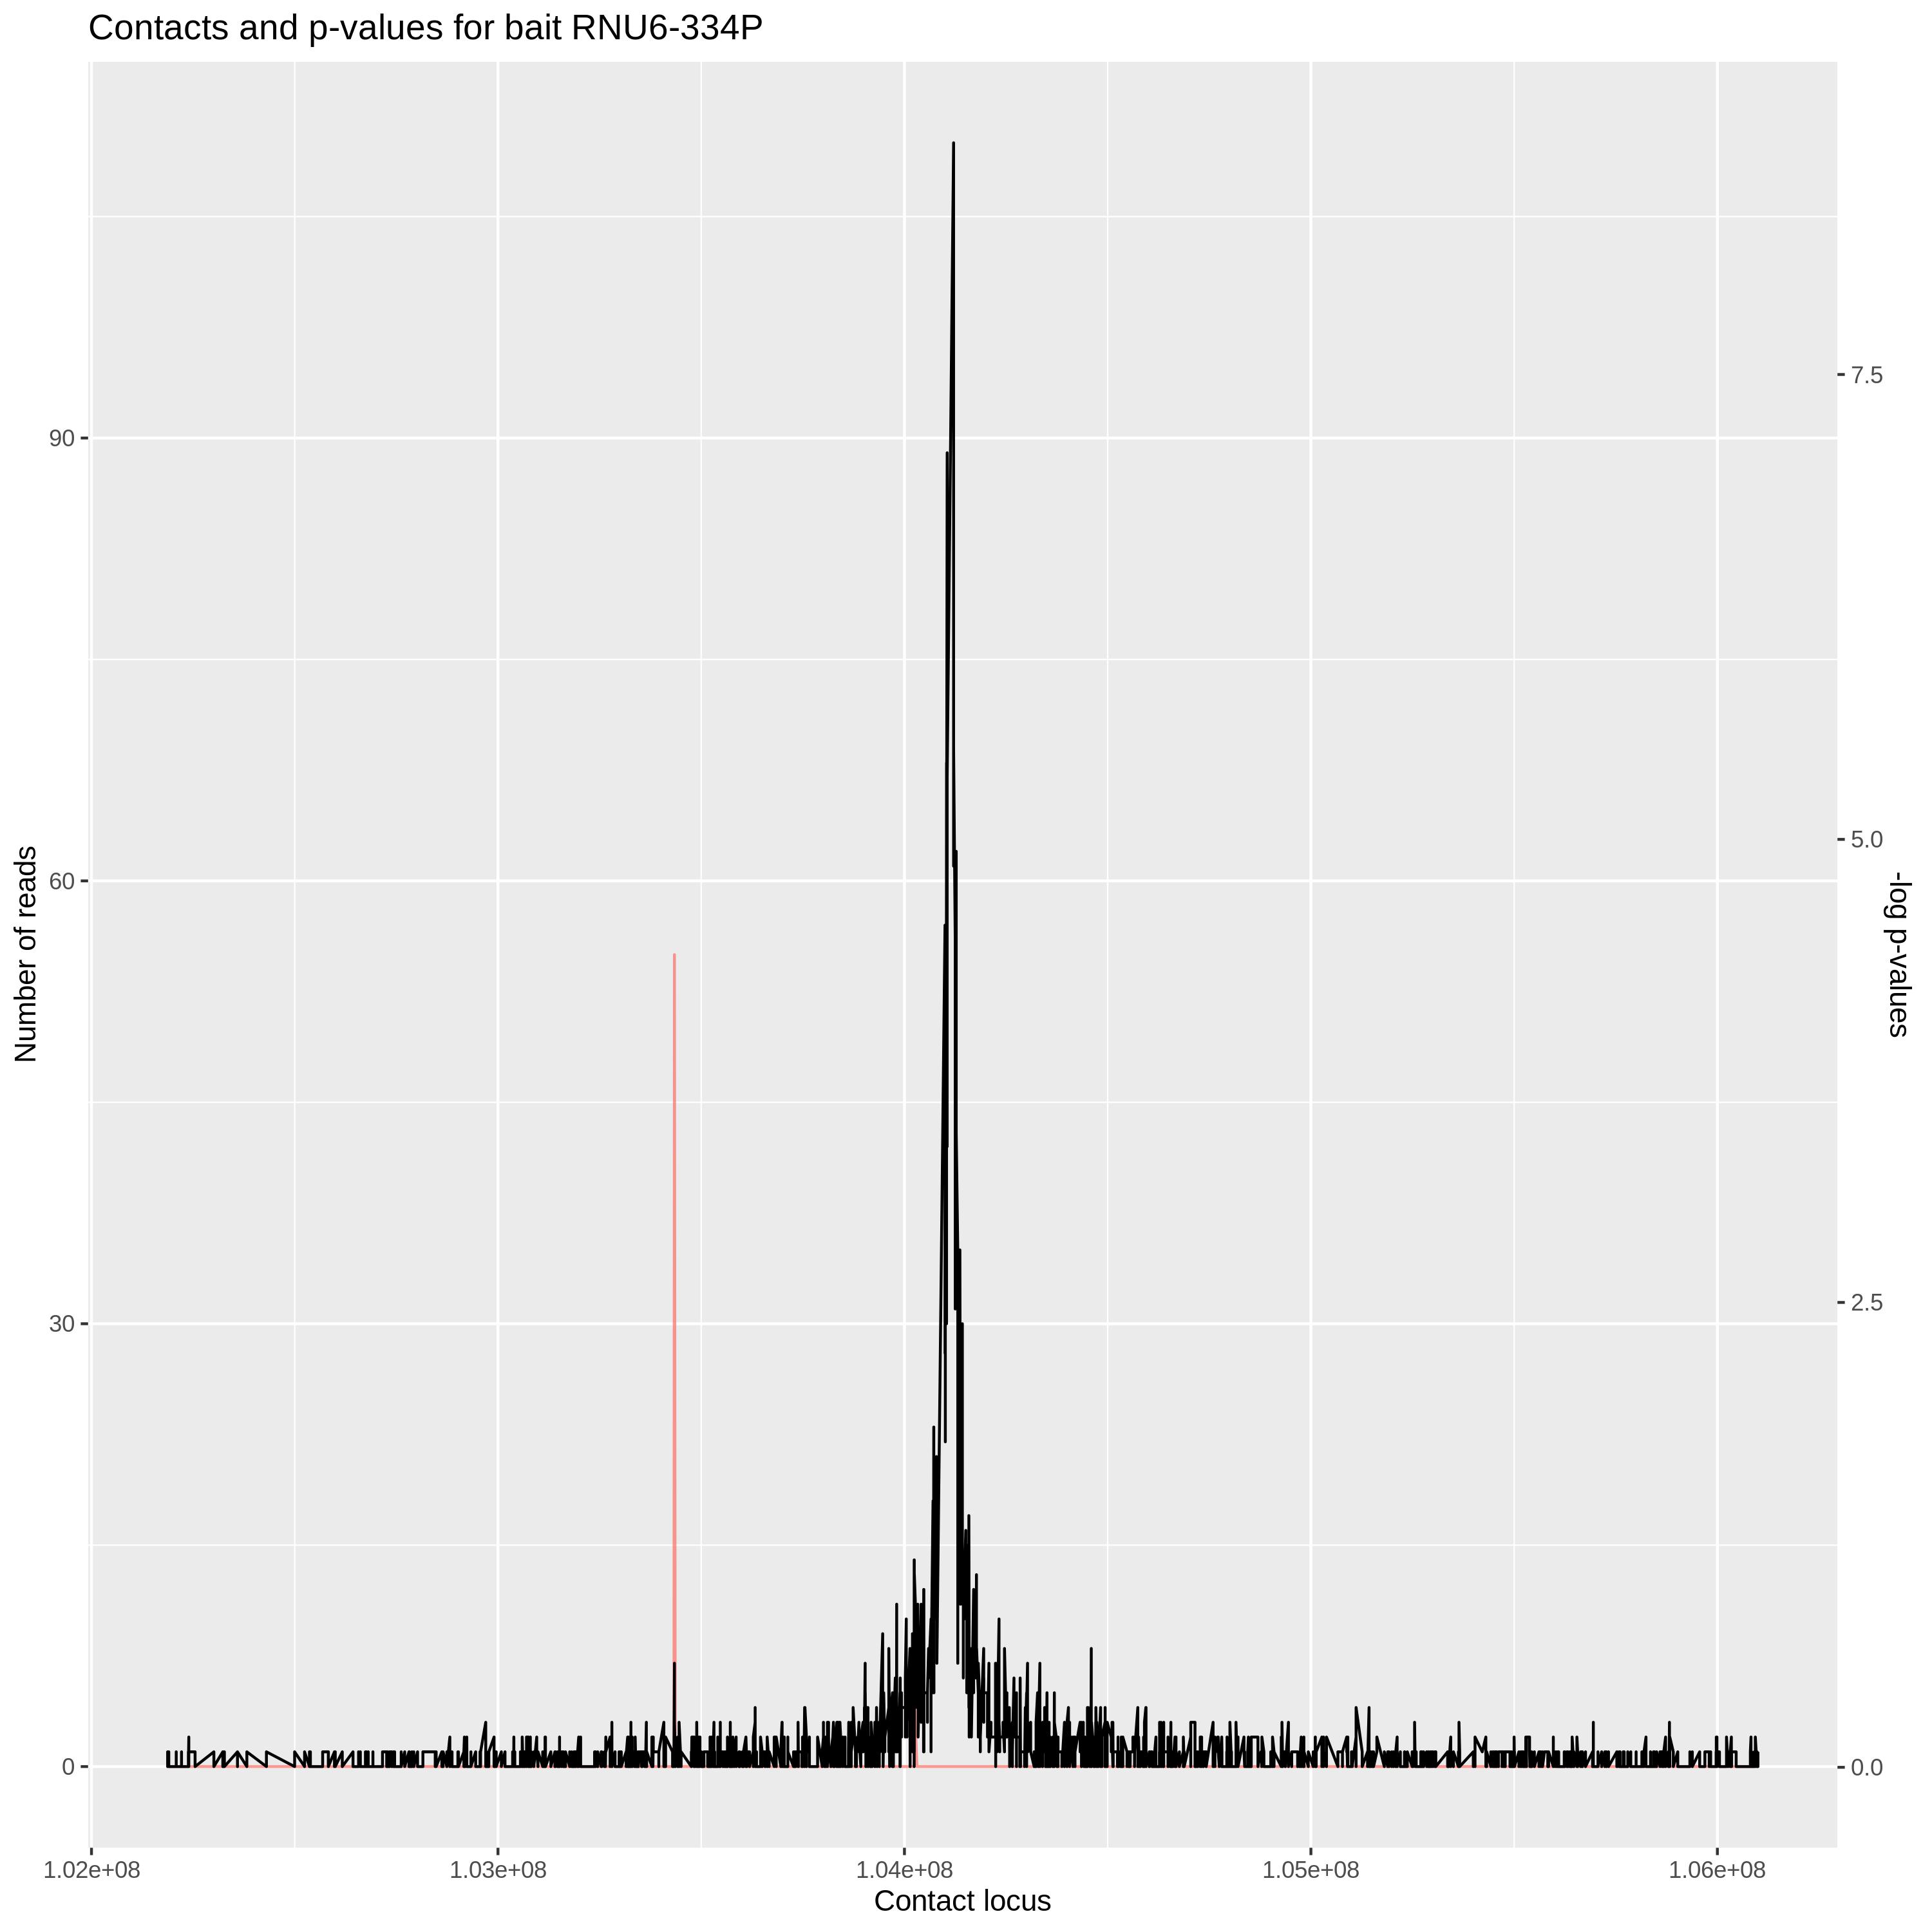 Contacts and p-values for bait RNU6-334P
90
60
30
0
Number of reads
7.5
5.0
2.5
0.0
-log p-values
1.02e+08
1.03e+08
1.04e+08
1.05e+08
1.06e+08
Contact locus